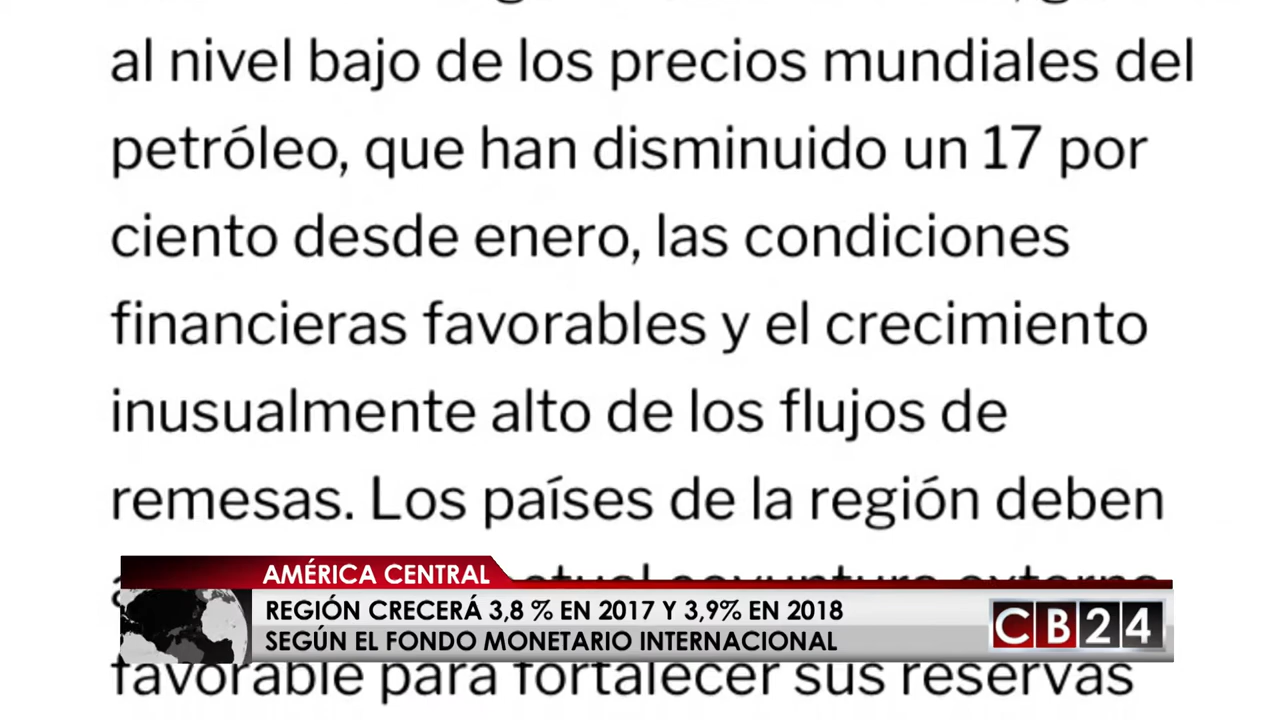 al nivel bajo de los precios mundiales del
petróleo, que han disminuido un 17 por
ciento desde enero, las condiciones
financieras favorables y el crecimiento
inusualmente alto de los flujos de
remesas. Los países de la región deben
AMÉRICA CENTRAL
REGIÓN CRECERÁ 3,8 % EN 2017 Y 3,9% EN 2018
SEGÚN EL FONDO MONETARIO INTERNACIONAL
CB24
favorable para fortalecer sus reservas